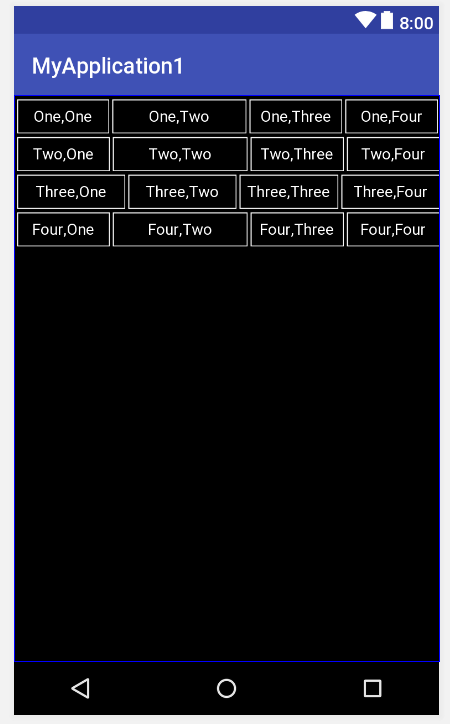 8:00
MyApplication1
One,One One,Two One,Three One,Four
Two,One Two,Two Two,Three Two,Four
Three,One Three,Two Three,Three Three,Four
Four,One Four,Two Four,Three Four,Four